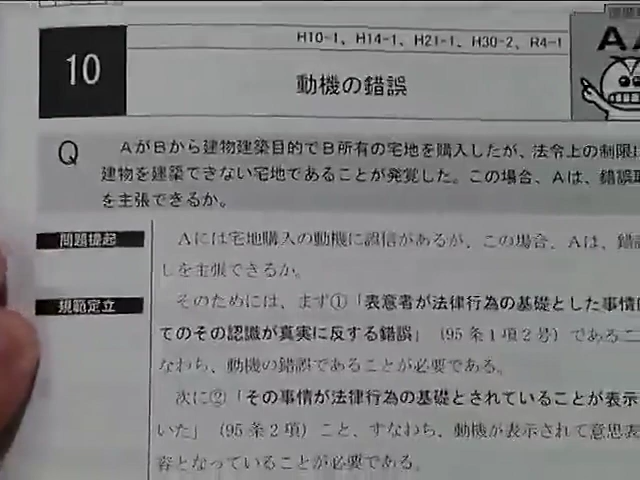 H10-1、H14-1、H21-1、H30-2、R4-1
10
動機の錯誤
Q
AがBから建物建築目的でB所有の宅地を購入したが、法令上の制限
建物を建築できない宅地であることが発覚した。この場合、Aは、錯誤
を主張できるか。
問題提起
Aには宅地購入の動機に誤信があるが、この場合、Aは、錯
しを主張できるか。
規範定立
そのためには、まず①「表意者が法律行為の基礎とした事情
てのその認識が真実に反する錯誤」（95条1項2号）であるこ
なわち、動機の錯誤であることが必要である。
次に②「その事情が法律行為の基礎とされていることが表示
いた」（95条2項）こと、すなわち、動機が表示されて意思表
容となっていることが必要である。